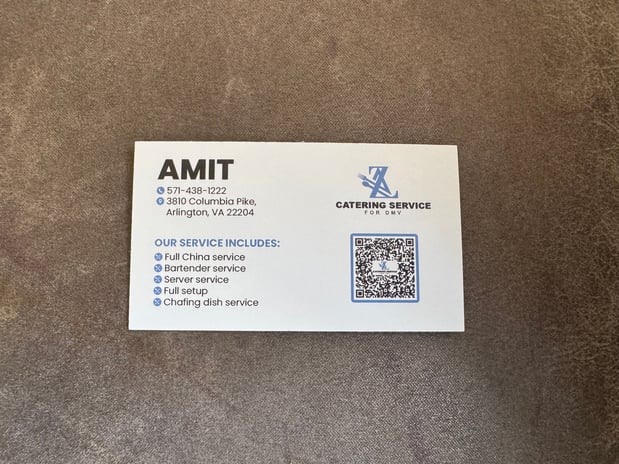 AMIT
571-438-1222
3810 Columbia Pike,
Arlington, VA 22204
OUR SERVICE INCLUDES:
Full China service
Bartender service
Server service
Full setup
Chafing dish service
CATERING SERVICE
FOR DMV